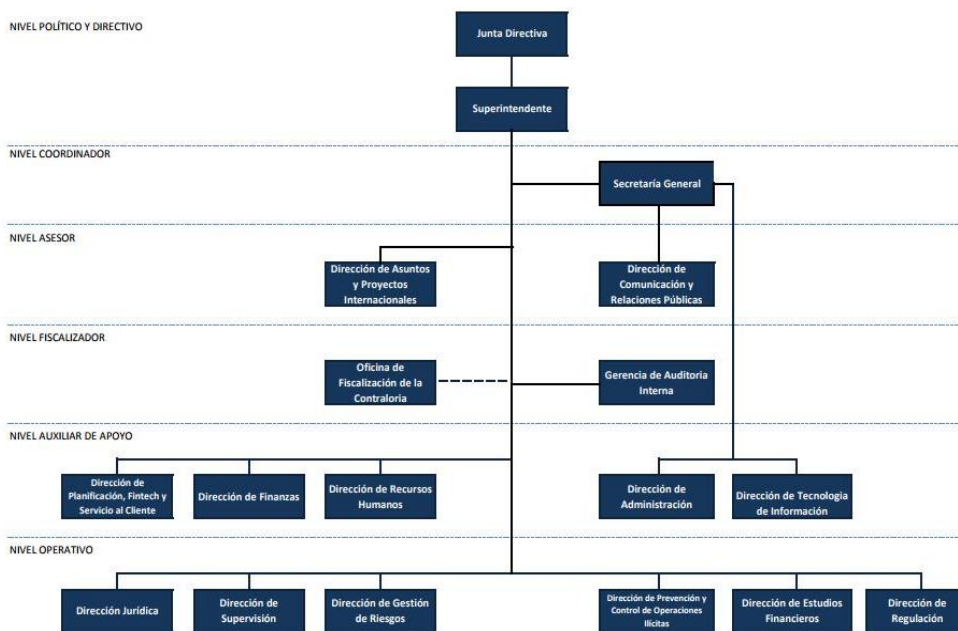 NIVEL POLÍTICO Y DIRECTIVO
Junta Directiva
Superintendente
NIVEL COORDINADOR
Secretaría General
NIVEL ASESOR
Dirección de Asuntos
y Proyectos
Internacionales
Dirección de
Comunicación y
Relaciones Públicas
NIVEL FISCALIZADOR
Oficina de
Fiscalización de la
Contraloria
Gerencia de Auditoria
Interna
NIVEL AUXILIAR DE APOYO
Dirección de
Planificación, Fintech y
Servicio al Cliente
Dirección de Finanzas
Dirección de Recursos
Humanos
Dirección de
Administración
Dirección de Tecnologia
de Información
NIVEL OPERATIVO
Dirección Jurídica
Dirección de
Supervisión
Dirección de Gestión
de Riesgos
Dirección de Prevención y
Control de Operaciones
Ilícitas
Dirección de Estudios
Financieros
Dirección de
Regulación